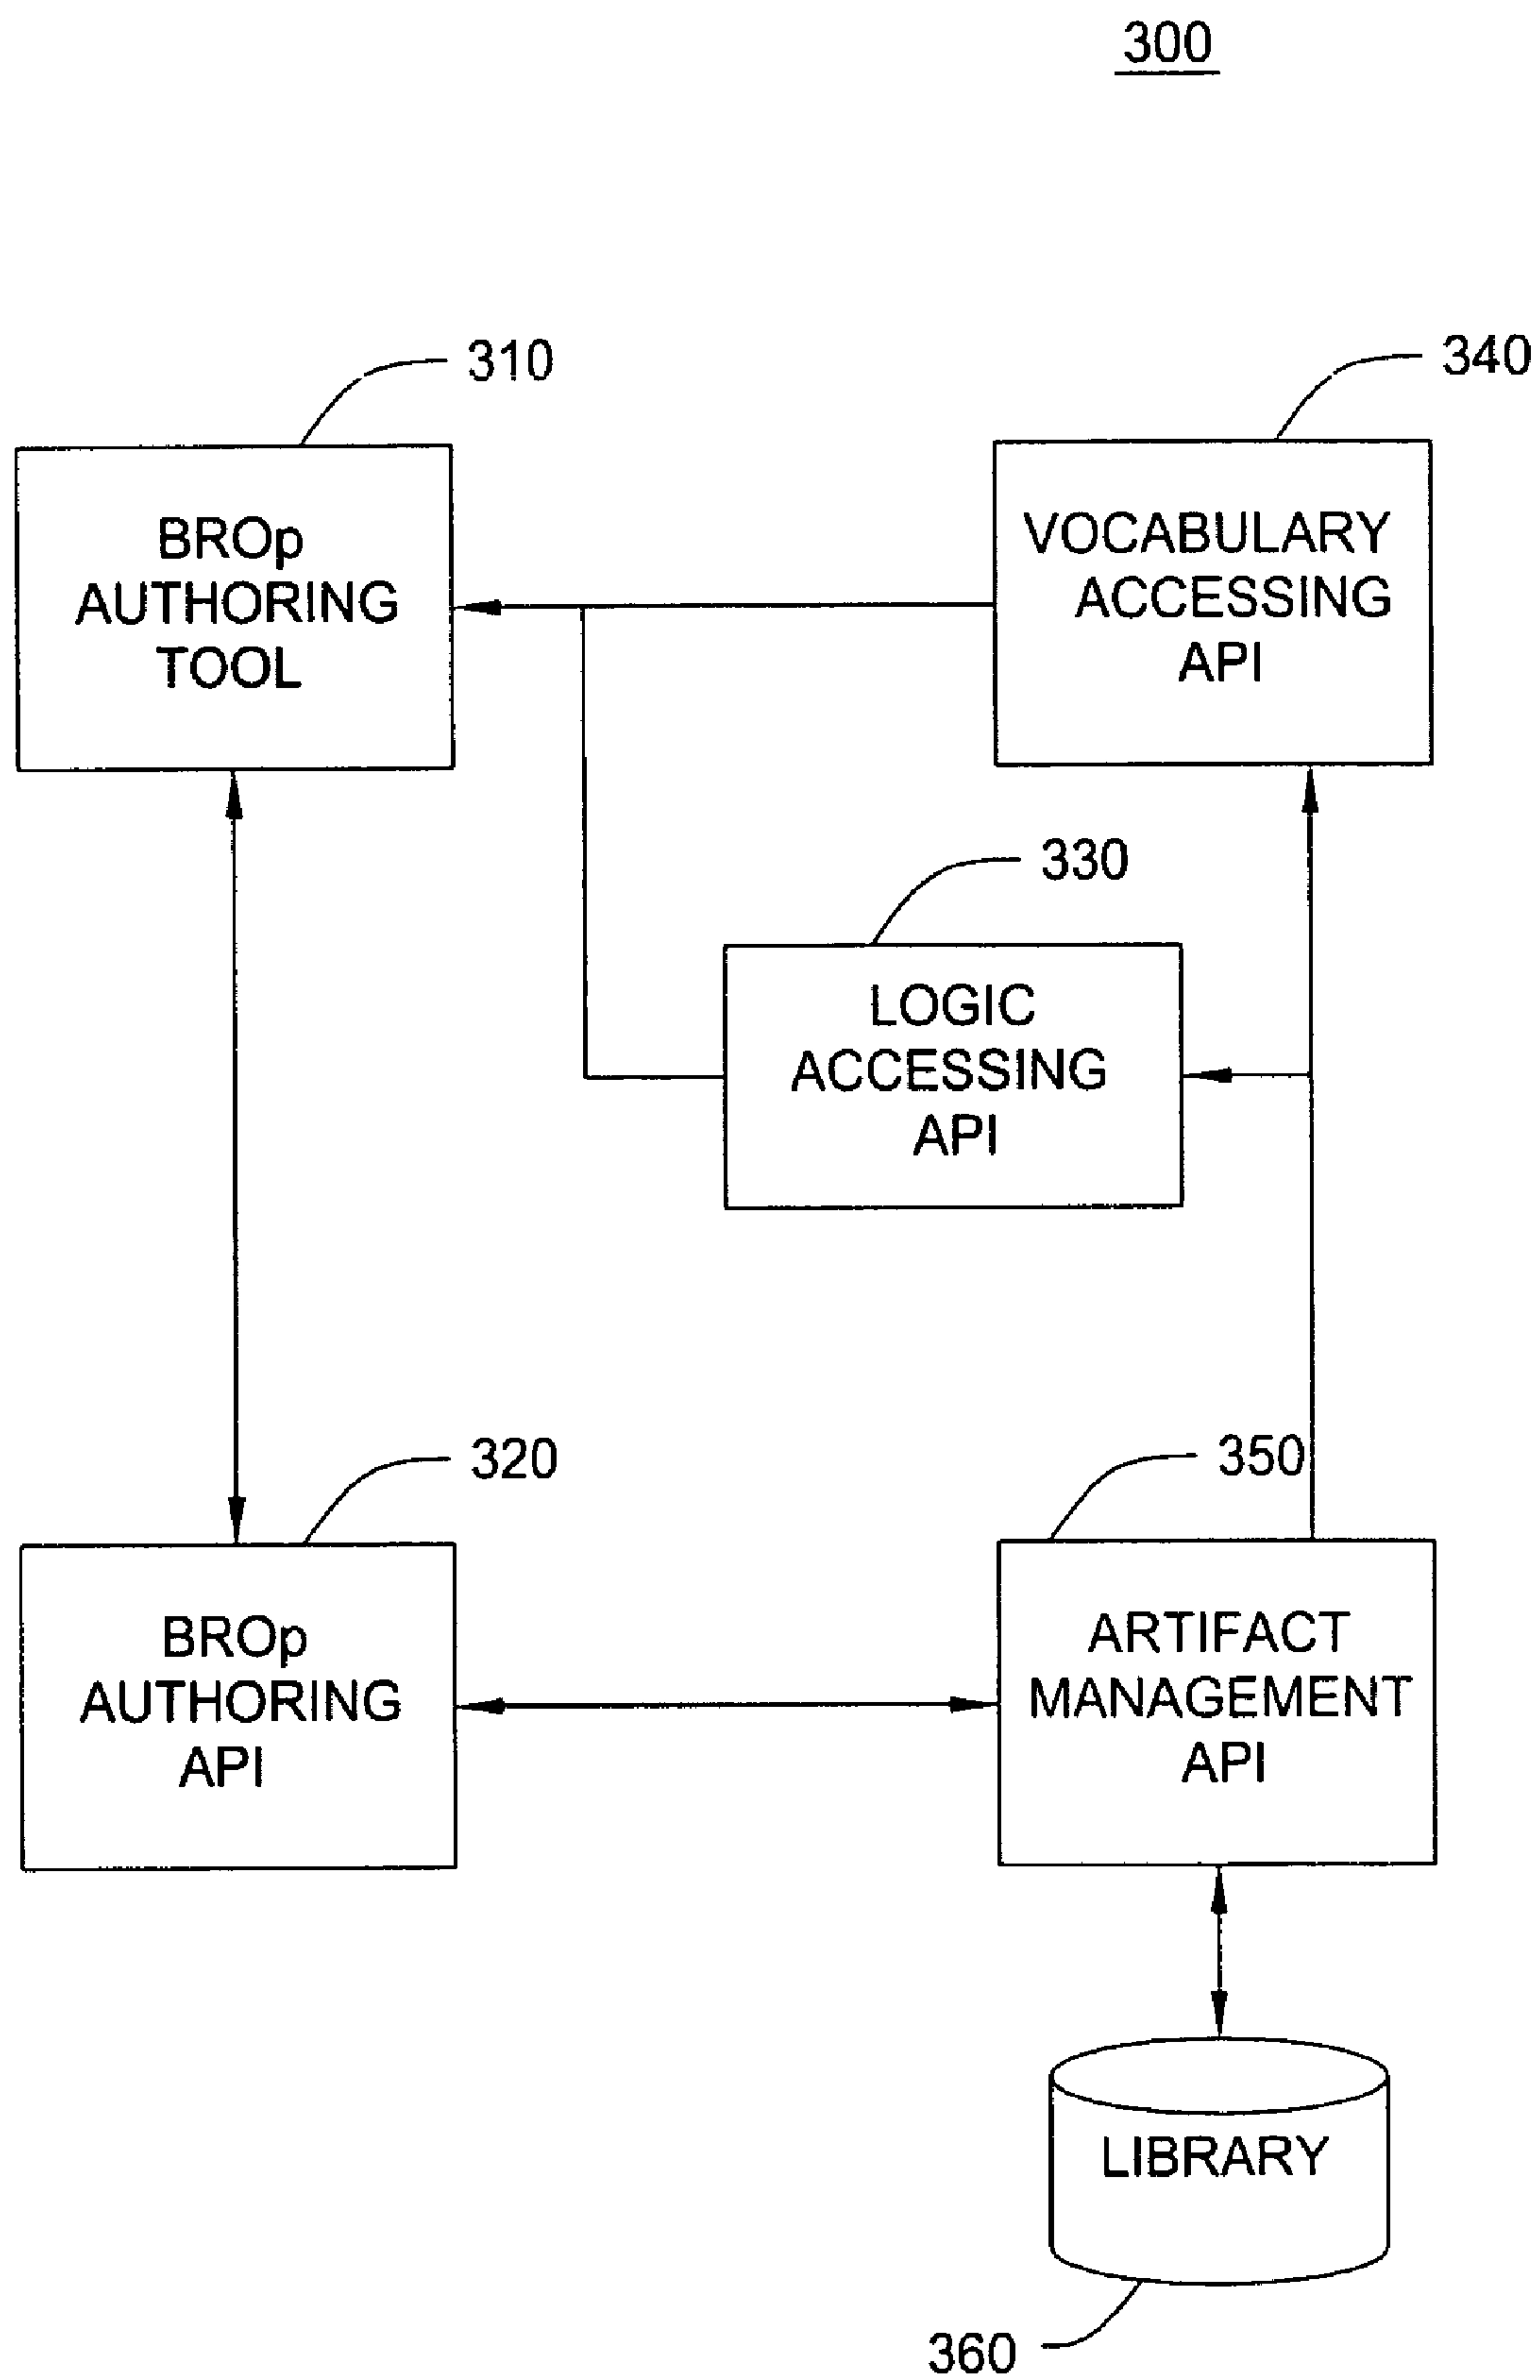 300
310
340
BROp
AUTHORING
TOOL
VOCABULARY
ACCESSING
API
330
LOGIC
ACCESSING
API
320
350
BROp
AUTHORING
API
ARTIFACT
MANAGEMENT
API
LIBRARY
360